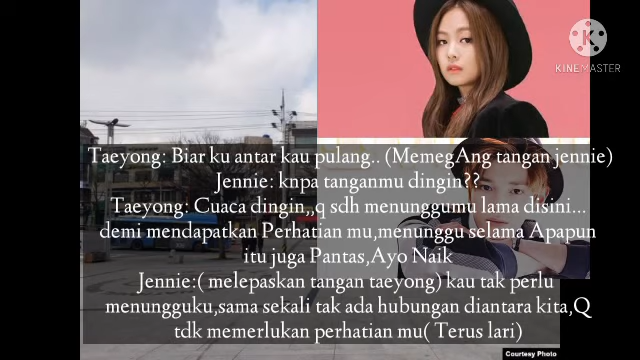 KINEMASTER
Taeyong: Biar ku antar kau pulang.. (MemegAng tangan jennie)
Jennie: knpa tanganmu dingin??
Taeyong: Cuaca dingin,,q sdh menunggumu lama disini...
demi mendapatkan Perhatian mu,menunggu selama Apapun
itu juga Pantas,Ayo Naik
Jennie:( melepaskan tangan taeyong) kau tak perlu
menungguku,sama sekali tak ada hubungan diantara kita,Q
tdk memerlukan perhatian mu( Terus lari)
Courtesy Photo